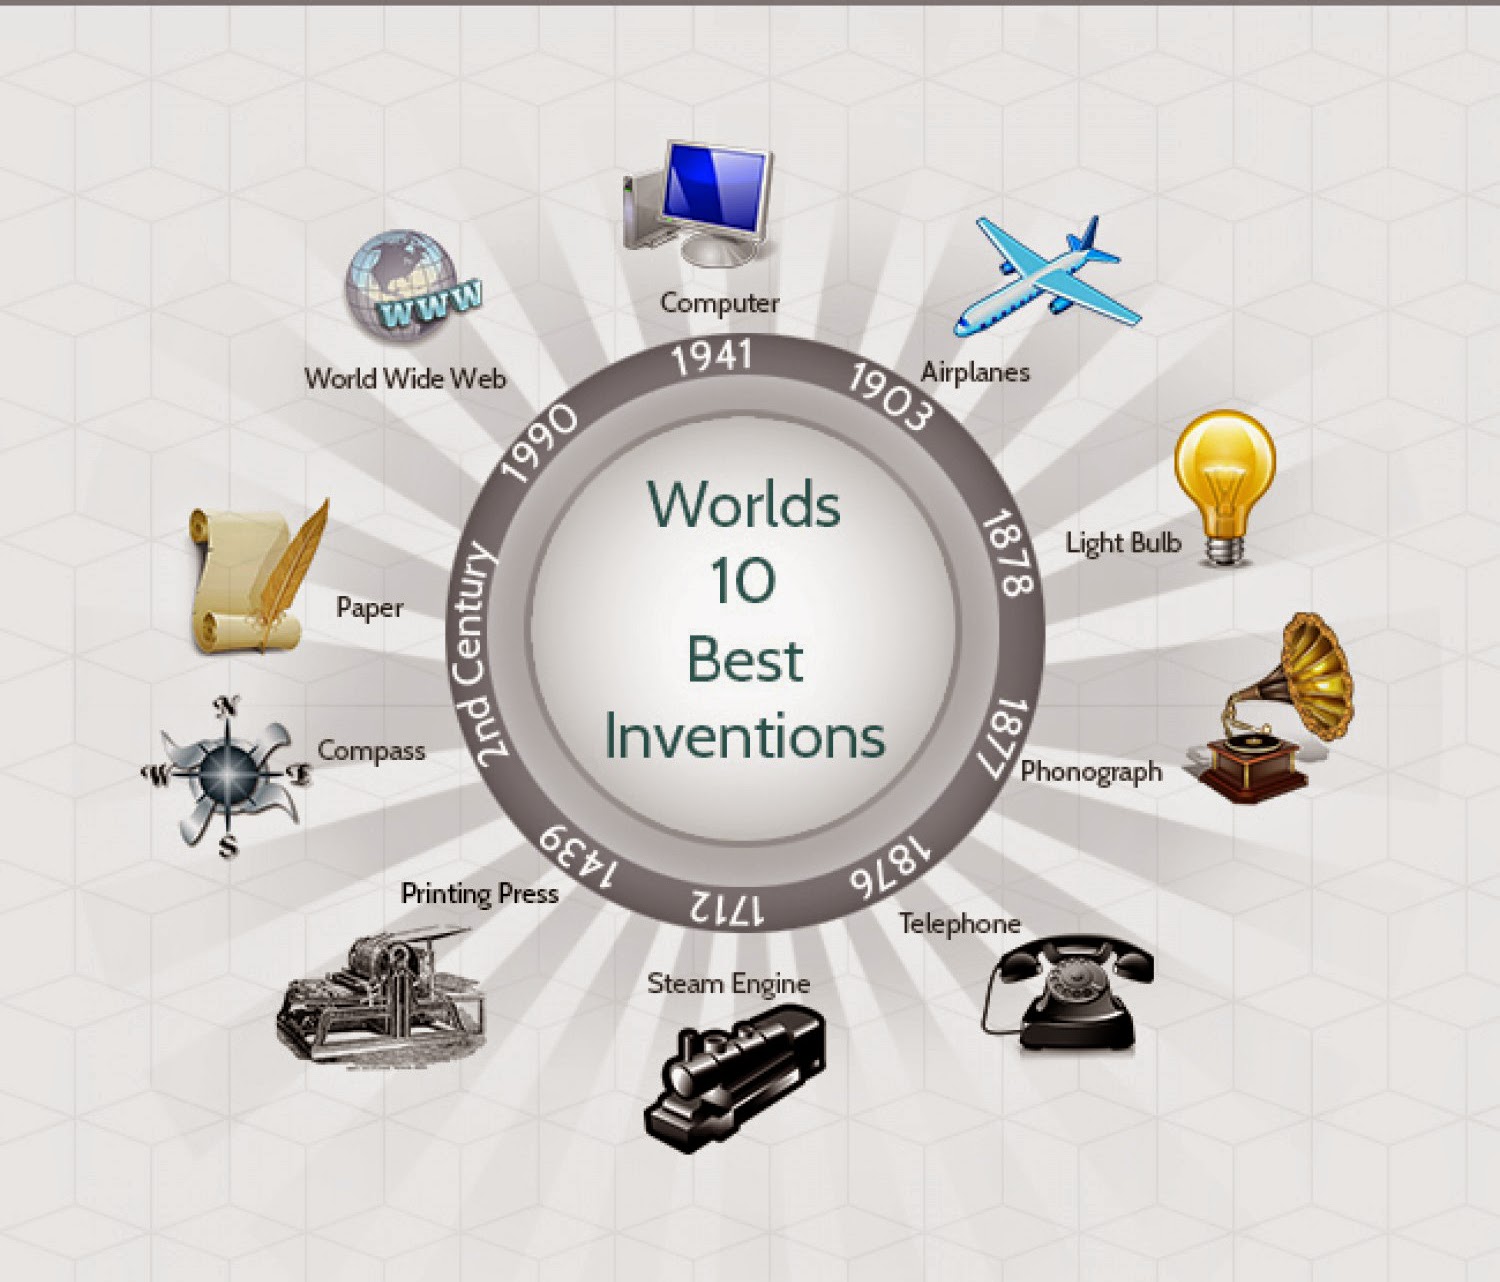 Worlds
10
Best
Inventions
Computer
1941
Airplanes
1903
Light Bulb
1878
Phonograph
1877
Telephone
1876
Steam Engine
1712
Printing Press
1439
Compass
Paper
2nd Century
World Wide Web
1990
WWW
N
W
E
S